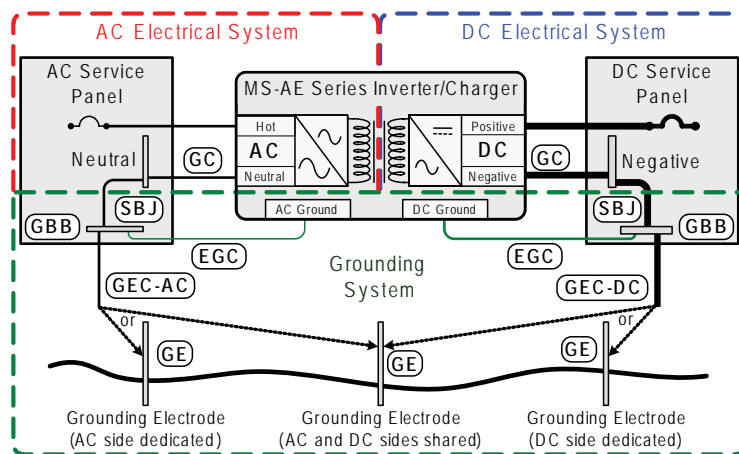 AC Electrical System
DC Electrical System
AC Service
Panel
MS-AE Series Inverter/Charger
DC Service
Panel
Hot
AC
Neutral
Positive
DC
Negative
Neutral
GC
GC
Negative
SBJ
AC Ground
DC Ground
SBJ
GBB
GBB
EGC
EGC
Grounding
System
GEC-AC
GEC-DC
or
or
GE
GE
GE
Grounding Electrode
(AC side dedicated)
Grounding Electrode
(AC and DC sides shared)
Grounding Electrode
(DC side dedicated)